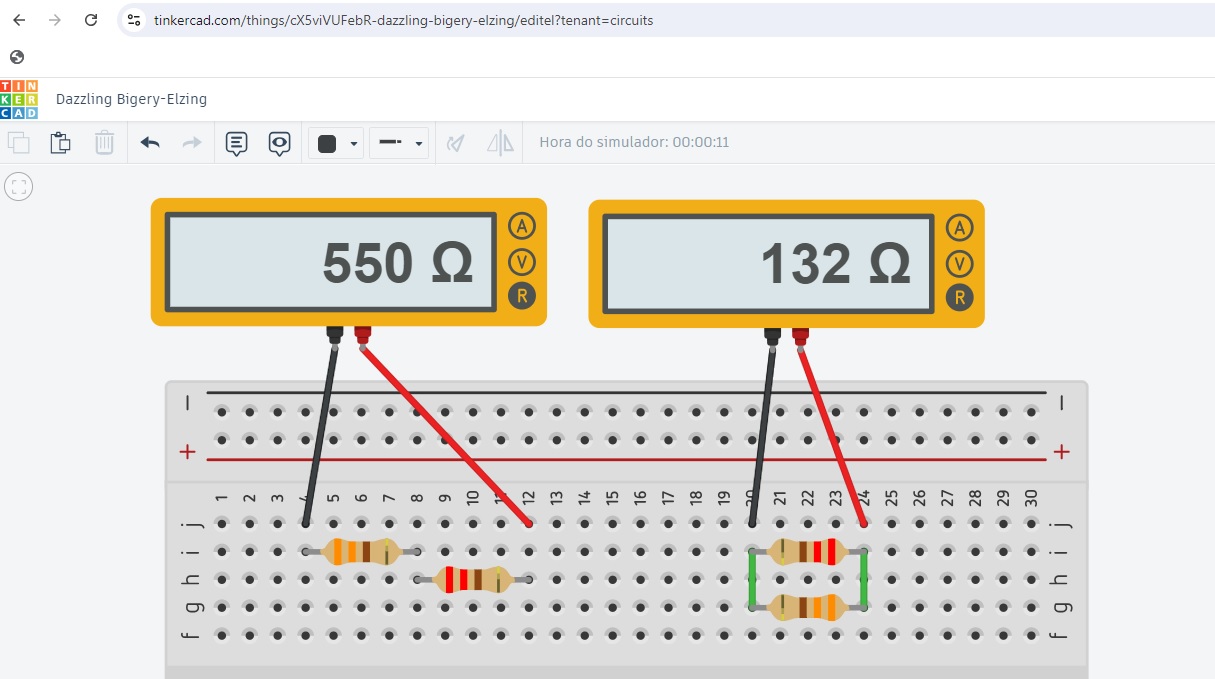 tinkercad.com/things/cX5viVUFebR-dazzling-bigery-elzing/editel?tenant=circuits
TIN
KER
CAD
Dazzling Bigery-Elzing
Hora do simulador: 00:00:11
550 Ω
A
V
R
132 Ω
A
V
R
1 2 3 4 5 6 7 8 9 10 11 12 13 14 15 16 17 18 19 20 21 22 23 24 25 26 27 28 29 30
j j
i i
h h
g g
f f